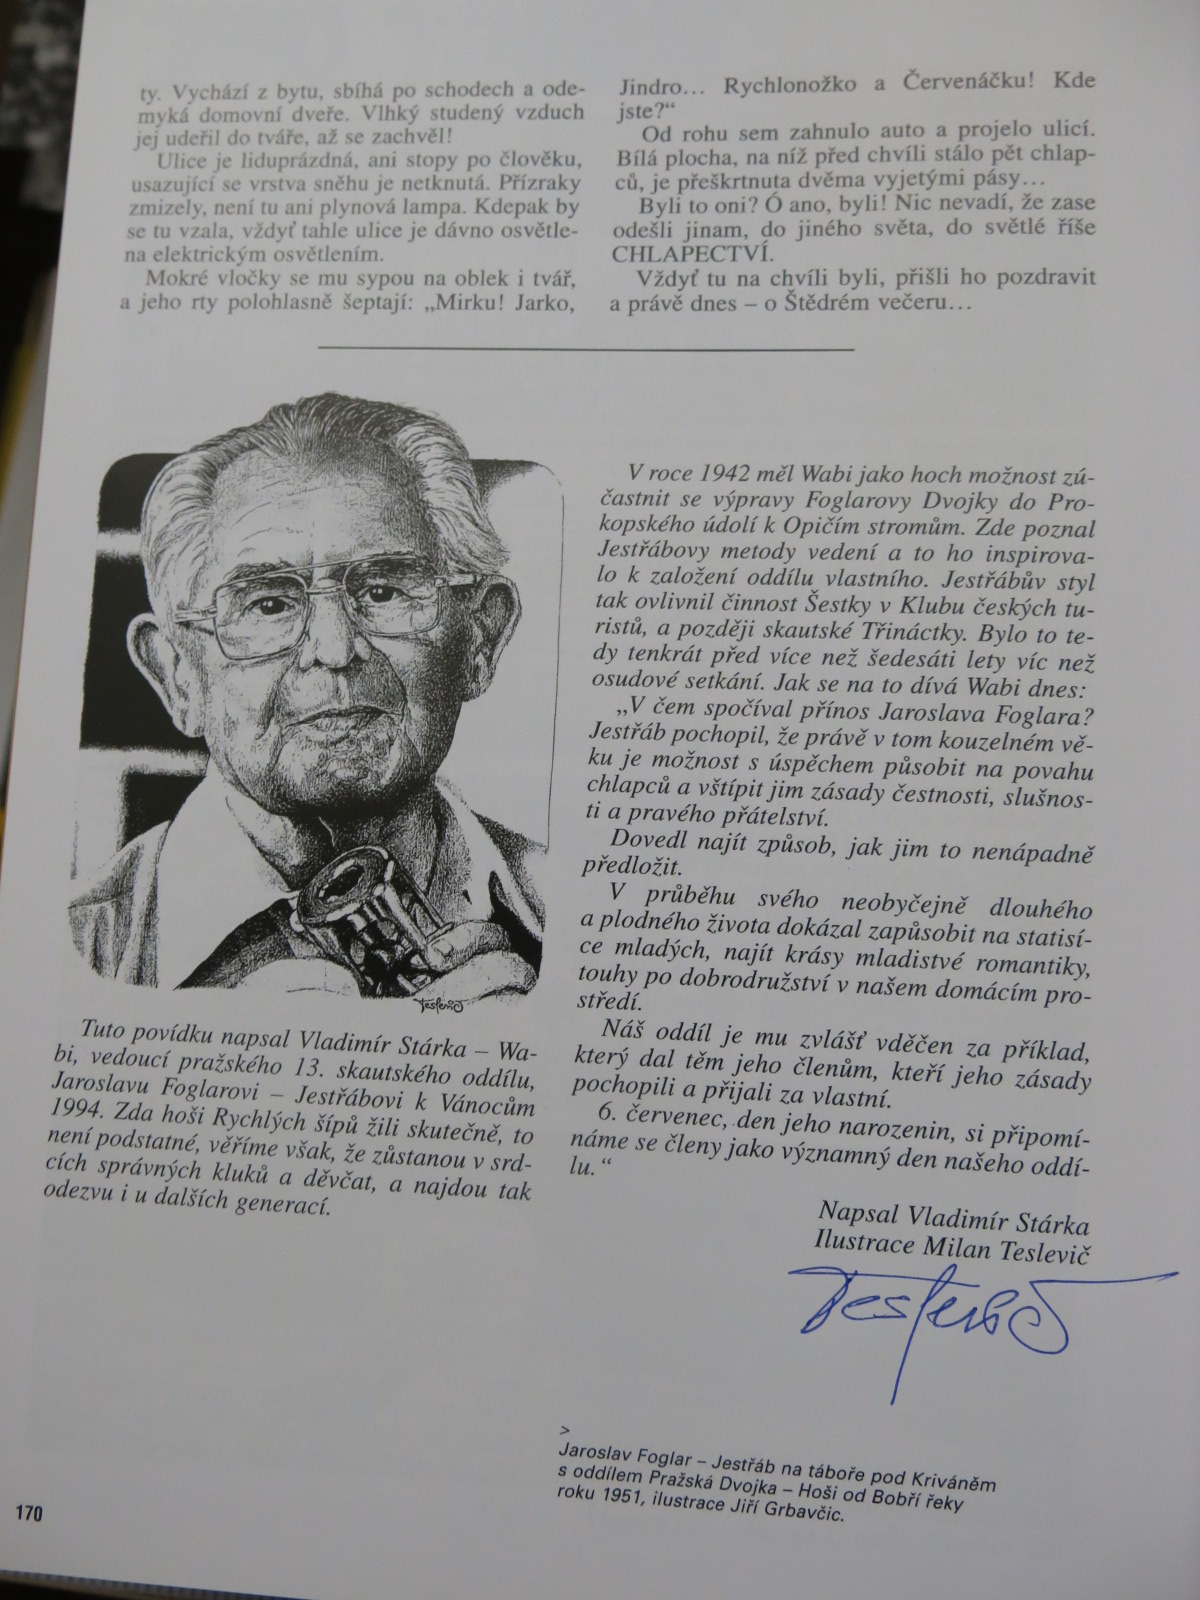 ty. Vychází z bytu, sbíhá po schodech a ode-
myká domovní dveře. Vlhký studený vzduch
jej udeřil do tváře, až se zachvěl!
Ulice je liduprázdná, ani stopy po člověku,
usazující se vrstva sněhu je netknutá. Přízraky
zmizely, není tu ani plynová lampa. Kdepak by
se tu vzala, vždyť tahle ulice je dávno osvětle-
na elektrickým osvětlením.
Mokré vločky se mu sypou na oblek i tvář,
a jeho rty polohlasně šeptají: „Mirku! Jarko,
Jindro... Rychlonožko a Červenáčku! Kde
jste?“
Od rohu sem zahnulo auto a projelo ulicí.
Bílá plocha, na níž před chvílí stálo pět chlap-
ců, je přeškrtnuta dvěma vyjetými pásy...
Byli to oni? Ó ano, byli! Nic nevadí, že zase
odešli jinam, do jiného světa, do světlé říše
CHLAPECTVÍ.
Vždyť tu na chvíli byli, přišli ho pozdravit
a právě dnes – o Štědrém večeru...
Teslevič
Tuto povídku napsal Vladimír Stárka – Wa-
bi, vedoucí pražského 13. skautského oddílu,
Jaroslavu Foglarovi – Jestřábovi k Vánocům
1994. Zda hoši Rychlých šípů žili skutečně, to
není podstatné, věříme však, že zůstanou v srd-
cích správných kluků a děvčat, a najdou tak
odezvu i u dalších generací.
V roce 1942 měl Wabi jako hoch možnost zú-
častnit se výpravy Foglarovy Dvojky do Pro-
kopského údolí k Opičím stromům. Zde poznal
Jestřábovy metody vedení a to ho inspirova-
lo k založení oddílu vlastního. Jestřábův styl
tak ovlivnil činnost Šestky v Klubu českých tu-
ristů, a později skautské Třináctky. Bylo to te-
dy tenkrát před více než šedesáti lety víc než
osudové setkání. Jak se na to dívá Wabi dnes:
„V čem spočíval přínos Jaroslava Foglara?
Jestřáb pochopil, že právě v tom kouzelném vě-
ku je možnost s úspěchem působit na povahu
chlapců a vštípit jim zásady čestnosti, slušnos-
ti a pravého přátelství.
Dovedl najít způsob, jak jim to nenápadně
předložit.
V průběhu svého neobyčejně dlouhého
a plodného života dokázal zapůsobit na statisí-
ce mladých, najít krásy mladistvé romantiky,
touhy po dobrodružství v našem domácím pro-
středí.
Náš oddíl je mu zvlášť vděčen za příklad,
který dal těm jeho členům, kteří jeho zásady
pochopili a přijali za vlastní.
6. červenec, den jeho narozenin, si připomí-
náme se členy jako významný den našeho oddí-
lu.“
Napsal Vladimír Stárka
Ilustrace Milan Teslevič
Teslevič
>
Jaroslav Foglar – Jestřáb na táboře pod Kriváněm
s oddílem Pražská Dvojka – Hoši od Bobří řeky
roku 1951, ilustrace Jiří Grbavčic.
170